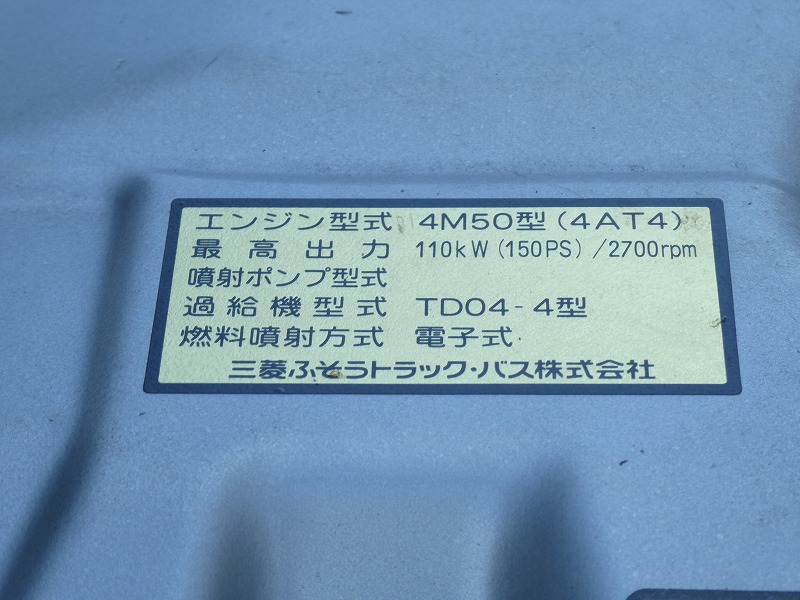 エンジン型式 4M50型(4AT4)
最高出力 110kW(150PS)/2700rpm
噴射ポンプ型式
過給機型式 TD04-4型
燃料噴射方式 電子式
三菱ふそうトラック・バス株式会社